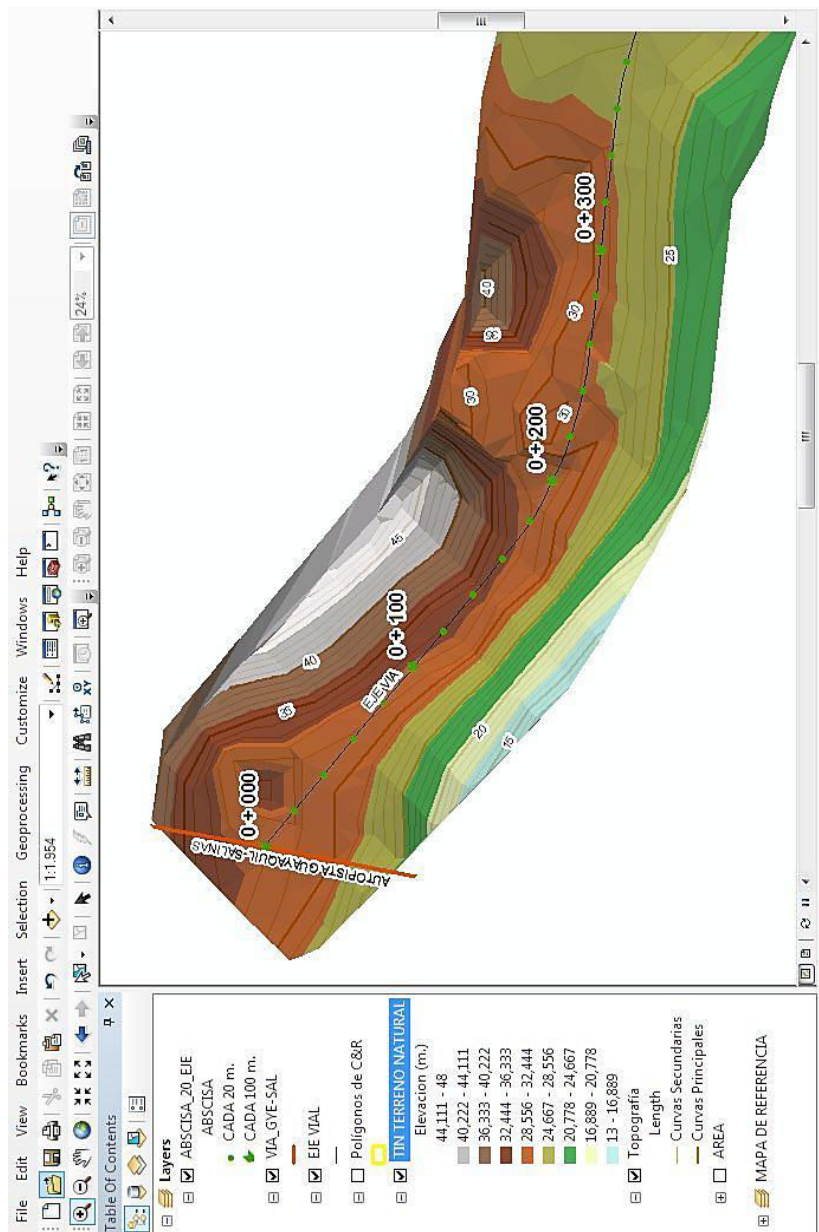 File Edit View Bookmarks Insert Selection Geoprocessing Customize Windows Help
1:1.954
24%
Table Of Contents
Layers
ABSCISA_20_EJE
ABSCISA
CADA 20 m.
CADA 100 m.
VIA_GYE-SAL
EJE VIAL
Polígonos de C&R
TIN TERRENO NATURAL
Elevacion (m.)
44,111 - 48
40,222 - 44,111
36,333 - 40,222
32,444 - 36,333
28,556 - 32,444
24,667 - 28,556
20,778 - 24,667
16,889 - 20,778
13 - 16,889
Topografía
Length
Curvas Secundarias
Curvas Principales
AREA
MAPA DE REFERENCIA
AUTOPISTA GUAYAQUIL-SALINAS
0 + 000
EJE VIA
0 + 100
0 + 200
0 + 300
35
40
45
20
15
30
30
30
35
40
25